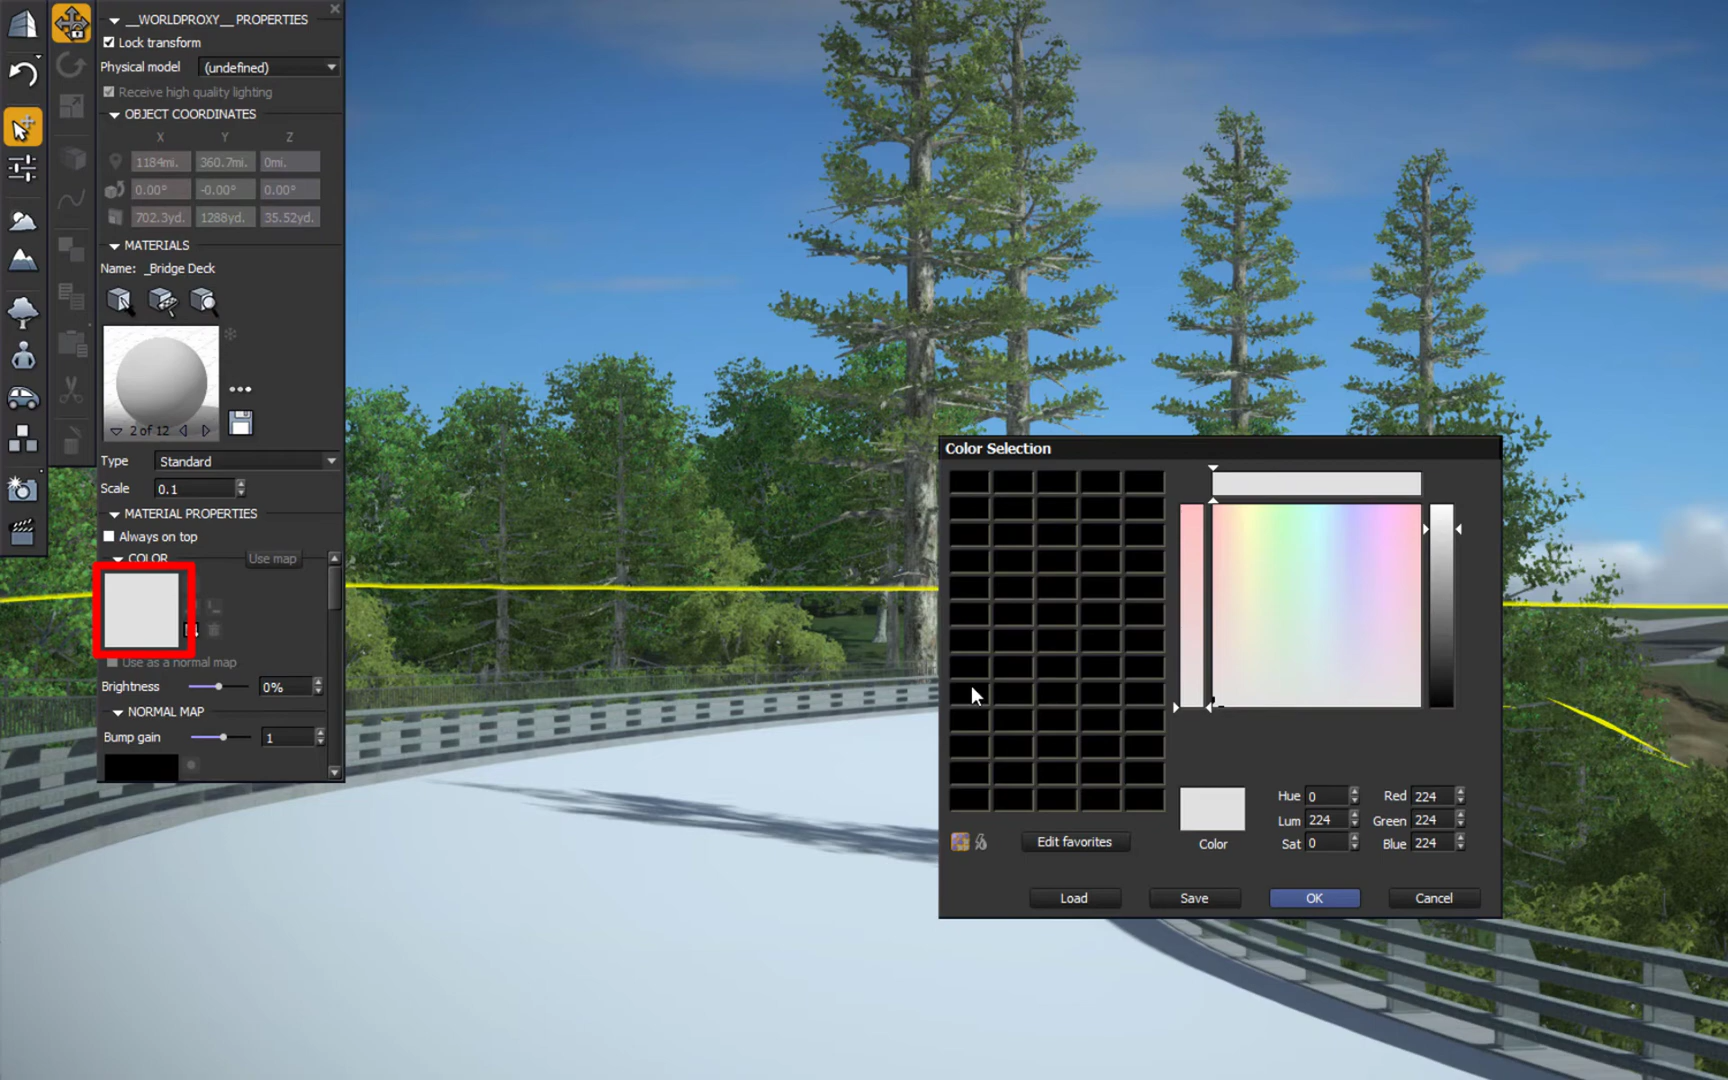 __WORLDPROXY__PROPERTIES
Lock transform
Physical model (undefined)
Receive high quality lighting
OBJECT COORDINATES
X Y Z
1184mi. 360.7mi. 0mi.
0.00° -0.00° 0.00°
702.3yd. 1288yd. 35.52yd.
MATERIALS
Name: _Bridge Deck
2 of 12
Type Standard
Scale 0.1
MATERIAL PROPERTIES
Always on top
COLOR Use map
Use as a normal map
Brightness 0%
NORMAL MAP
Bump gain 1
Color Selection
Hue 0 Red 224
Lum 224 Green 224
Sat 0 Blue 224
Edit favorites
Color
Load Save OK Cancel